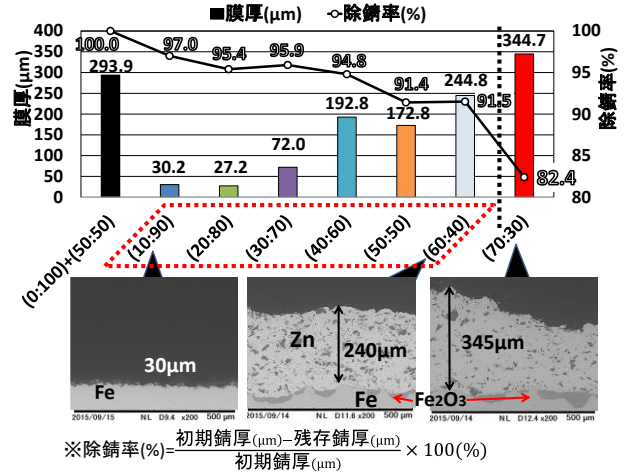 膜厚(μm) 除錆率(%)
膜厚(μm)
400
350
300
250
200
150
100
50
0
100
95
90
85
80
除錆率(%)
100.0 97.0 95.4 95.9 94.8 91.4 91.5 82.4
293.9 30.2 27.2 72.0 192.8 172.8 244.8 344.7
(0:100)+(50:50) (10:90) (20:80) (30:70) (40:60) (50:50) (60:40) (70:30)
30μm
Fe
2015/09/15 NL D9.4 x200 500 μm
Zn
240μm
Fe
2015/09/14 NL D11.6 x200 500 μm
345μm
Fe2O3
2015/09/14 NL D12.4 x200 500 μm
※除錆率(%)=初期錆厚(μm)−残存錆厚(μm)
初期錆厚(μm)
× 100(%)